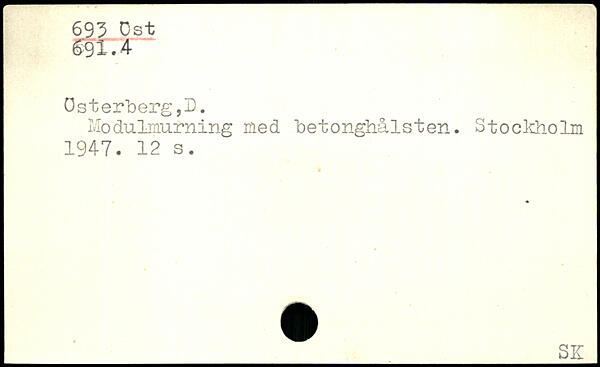 693 Öst
691.4
Österberg,D.
Modulmurning med betonghålsten. Stockholm
1947. 12 s.
SK